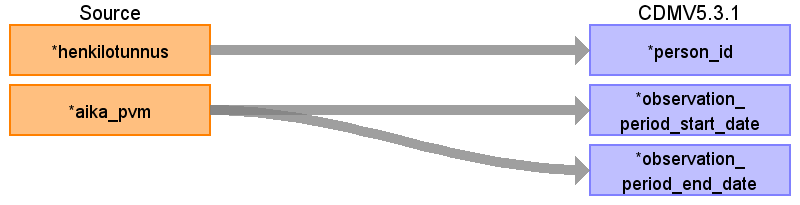 Source
CDMV5.3.1
*henkilotunnus
*person_id
*aika_pvm
*observation_
period_start_date
*observation_
period_end_date